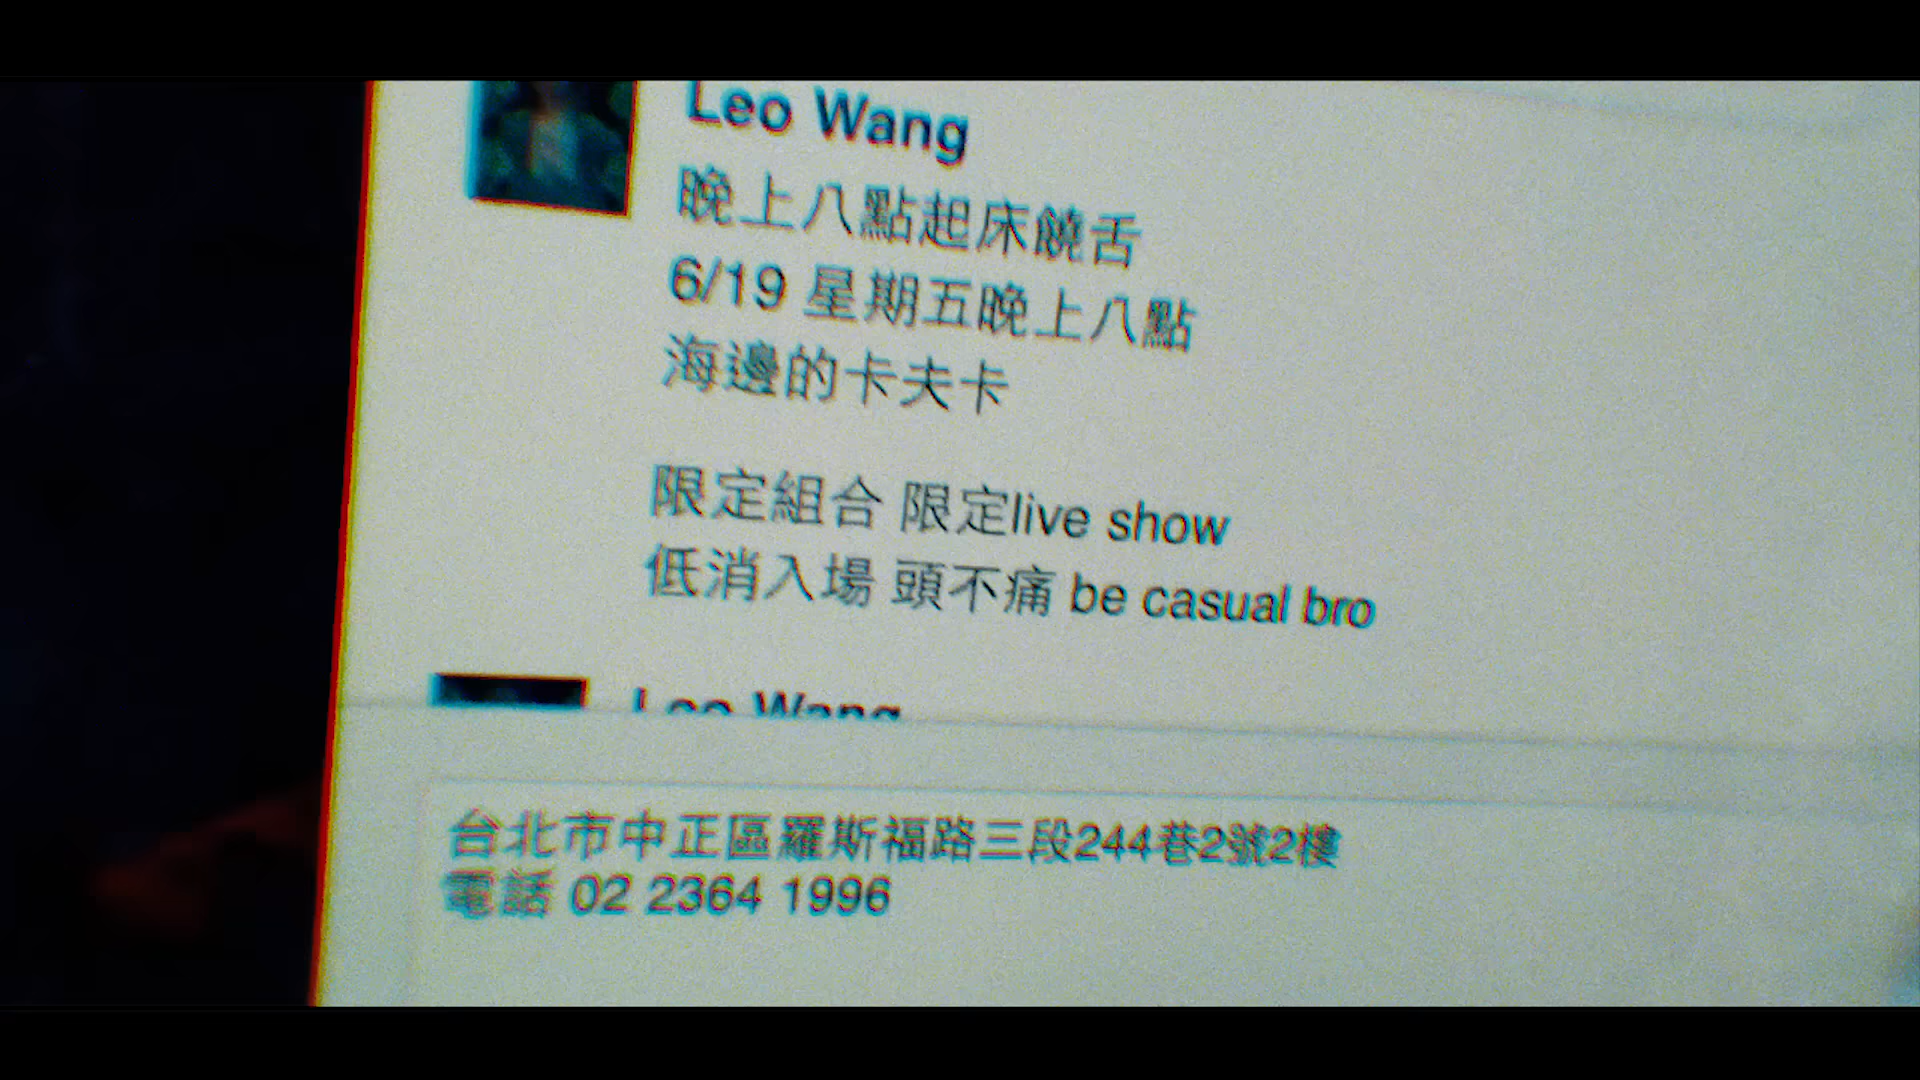 Leo Wang
晚上八點起床饒舌
6/19 星期五晚上八點
海邊的卡夫卡
限定組合 限定live show
低消入場 頭不痛 be casual bro
Leo Wang
台北市中正區羅斯福路三段244巷2號2樓
電話 02 2364 1996